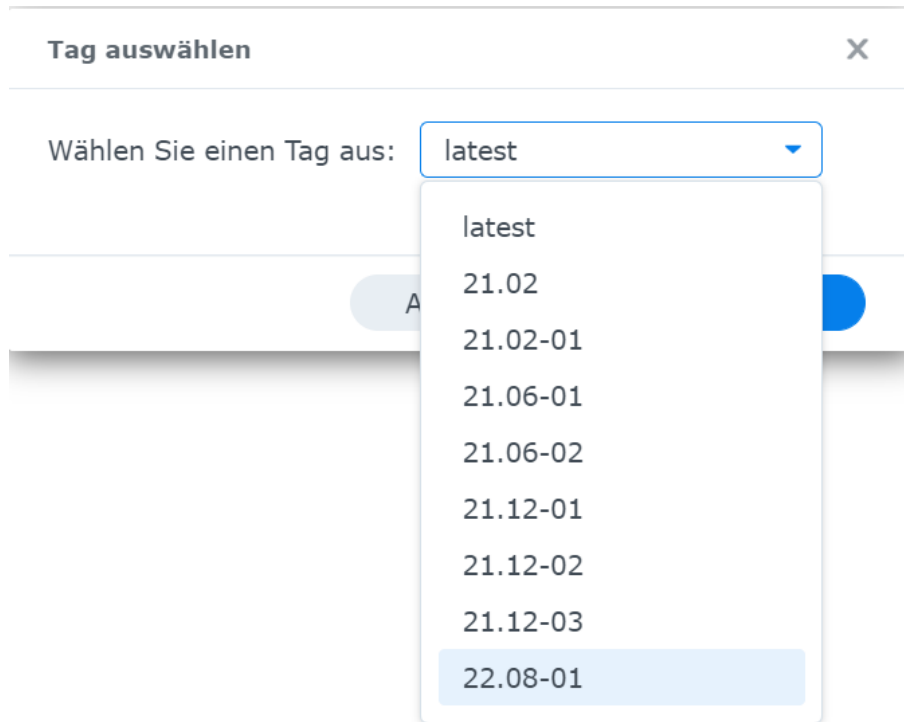 Tag auswählen
Wählen Sie einen Tag aus: latest
latest
21.02
A
21.02-01
21.06-01
21.06-02
21.12-01
21.12-02
21.12-03
22.08-01